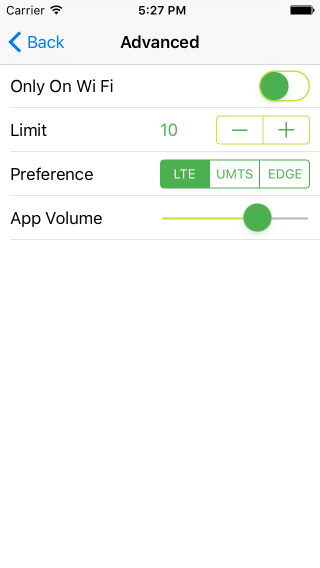 Carrier 5:27 PM
Back Advanced
Only On Wi Fi
Limit 10 − +
Preference LTE UMTS EDGE
App Volume